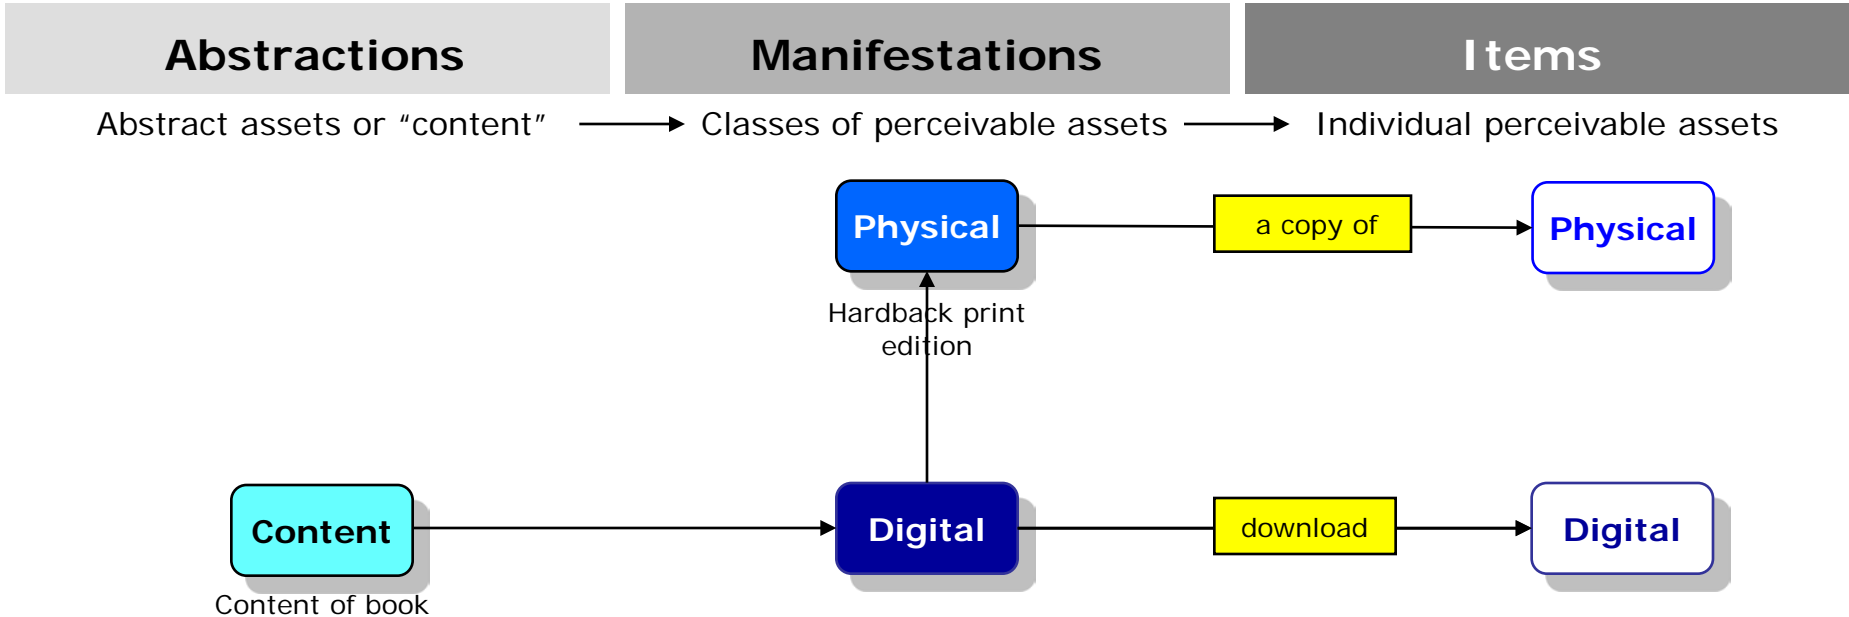 Abstractions
Manifestations
Items
Abstract assets or “content”
Classes of perceivable assets
Individual perceivable assets
Physical
a copy of
Physical
Hardback print
edition
Content
Digital
download
Digital
Content of book